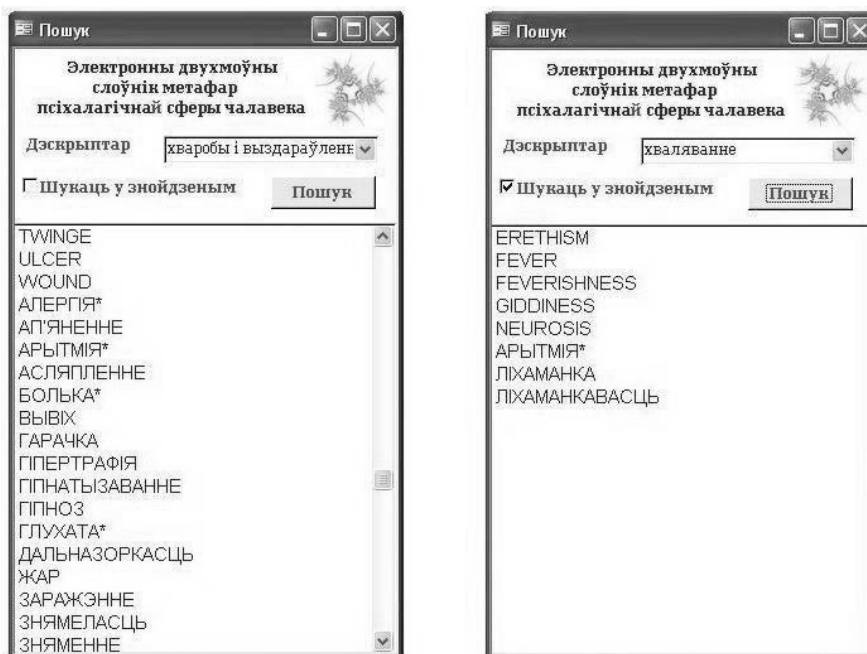 Пошук
Электронны двухмоўны
слоўнік метафар
псіхалагічнай сферы чалавека
Дэскрыптар
хваробы і выздараўленн
Шукаць у знойдзеным
Пошук
TWINGE
ULCER
WOUND
АЛЕРГІЯ*
АП'ЯНЕННЕ
АРЫТМІЯ*
АСЛЯПЛЕННЕ
БОЛЬКА*
ВЫВІХ
ГАРАЧКА
ГІПЕРТРАФІЯ
ГІПНАТЫЗАВАННЕ
ГІПНОЗ
ГЛУХАТА*
ДАЛЬНАЗОРКАСЦЬ
ЖАР
ЗАРАЖЭННЕ
ЗНЯМЕЛАСЦЬ
ЗНЯМЕННЕ
Пошук
Электронны двухмоўны
слоўнік метафар
псіхалагічнай сферы чалавека
Дэскрыптар
хваляванне
Шукаць у знойдзеным
Пошук
ERETHISM
FEVER
FEVERISHNESS
GIDDINESS
NEUROSIS
АРЫТМІЯ*
ЛІХАМАНКА
ЛІХАМАНКАВАСЦЬ